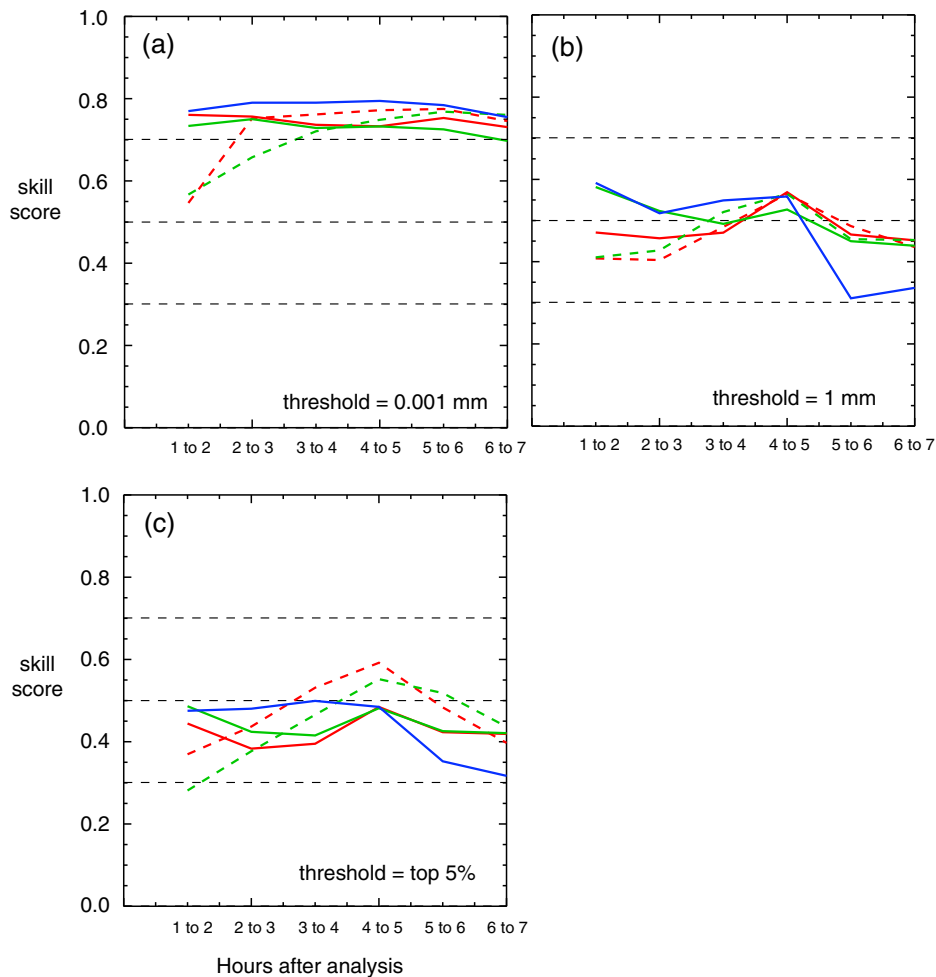 1.0
(a)
0.8
0.6
skill
score
0.4
0.2
threshold = 0.001 mm
0.0
1 to 2 2 to 3 3 to 4 4 to 5 5 to 6 6 to 7
(b)
threshold = 1 mm
1 to 2 2 to 3 3 to 4 4 to 5 5 to 6 6 to 7
1.0
(c)
0.8
0.6
skill
score
0.4
0.2
threshold = top 5%
0.0
1 to 2 2 to 3 3 to 4 4 to 5 5 to 6 6 to 7
Hours after analysis